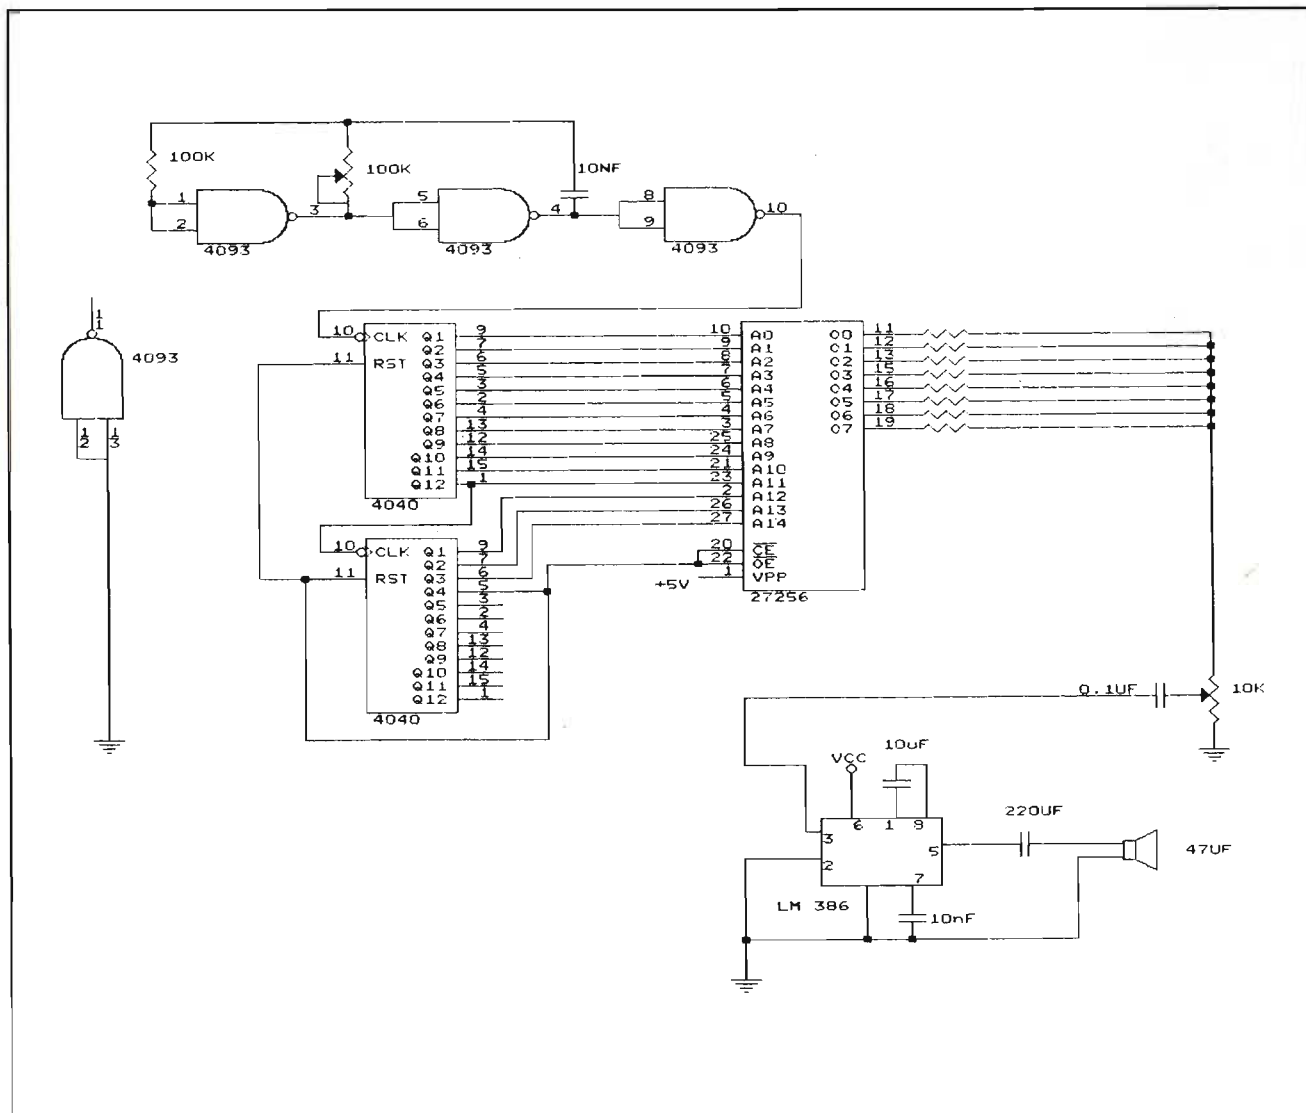 100K
100K
10NF
1
2
3
4093
5
6
4
4093
8
9
10
4093
1
1
4093
1
2
1
3
10
CLK
11
RST
Q1
9
Q2
7
Q3
6
Q4
5
Q5
3
Q6
2
Q7
4
Q8
13
Q9
12
Q10
14
Q11
15
Q12
1
4040
10
CLK
11
RST
Q1
9
Q2
7
Q3
6
Q4
5
Q5
3
Q6
2
Q7
4
Q8
13
Q9
12
Q10
14
Q11
15
Q12
1
4040
10
A0
9
A1
8
A2
7
A3
6
A4
5
A5
4
A6
3
A7
25
A8
24
A9
21
A10
23
A11
2
A12
26
A13
27
A14
20
CE
22
OE
1
VPP
+5V
27256
O0
11
O1
12
O2
13
O3
15
O4
16
O5
17
O6
18
O7
19
0.1UF
10K
VCC
10uF
6
1
8
3
2
5
7
LM 386
10nF
220UF
47UF